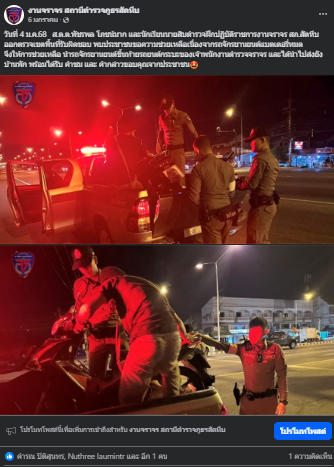 งานจราจร สถานีตำรวจภูธรสัตหีบ
5 มกราคม
วันที่ 4 ม.ค.68 ส.ต.ต.พัชรพล โสชย์มาก และนักเรียนนายสิบตำรวจฝึกปฏิบัติราชการงานจราจร สภ.สัตหีบ
ออกตรวจเขตพื้นที่รับผิดชอบ พบประชาชนขอความช่วยเหลือเนื่องจากรถจักรยานยนต์แบตเตอรี่หมด
จึงให้การช่วยเหลือ นำรถจักรยานยนต์ขึ้นท้ายรถยนต์กระบะของเจ้าพนักงานตำรวจจราจร และได้นำไปส่งยัง
บ้านพัก พร้อมได้รับ คำชม และ คำกล่าวขอบคุณจากประชาชน
โปรโมทโพสต์นี้เพื่อเพิ่มการเข้าถึงสำหรับ งานจราจร สถานีตำรวจภูธรสัตหีบ
โปรโมทโพสต์
ดำรณ ปิติสุนทร, Nuthree laumintr และ อีก 1 คน
1 ความคิดเห็น